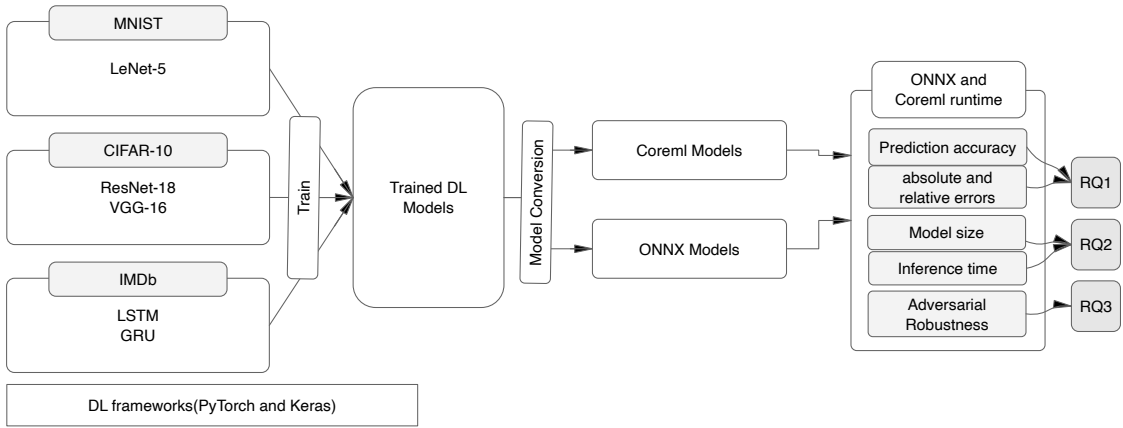 MNIST
LeNet-5
CIFAR-10
ResNet-18
VGG-16
IMDb
LSTM
GRU
DL frameworks(PyTorch and Keras)
Train
Trained DL
Models
Model Conversion
Coreml Models
ONNX Models
ONNX and
Coreml runtime
Prediction accuracy
absolute and
relative errors
Model size
Inference time
Adversarial
Robustness
RQ1
RQ2
RQ3